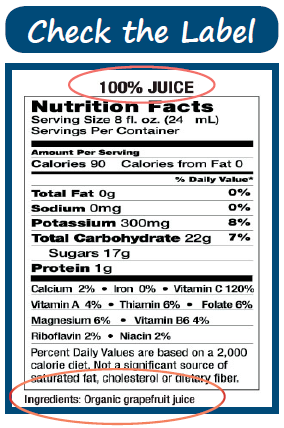 Check the Label
100% JUICE
Nutrition Facts
Serving Size 8 fl. oz. (24 mL)
Servings Per Container
Amount Per Serving
Calories 90 Calories from Fat 0
% Daily Value*
Total Fat 0g 0%
Sodium 0mg 0%
Potassium 300mg 8%
Total Carbohydrate 22g 7%
Sugars 17g
Protein 1g
Calcium 2% • Iron 0% • Vitamin C 120%
Vitamin A 4% • Thiamin 6% • Folate 6%
Magnesium 6% • Vitamin B6 4%
Riboflavin 2% • Niacin 2%
Percent Daily Values are based on a 2,000
calorie diet. Not a significant source of
saturated fat, cholesterol or dietary fiber.
Ingredients: Organic grapefruit juice